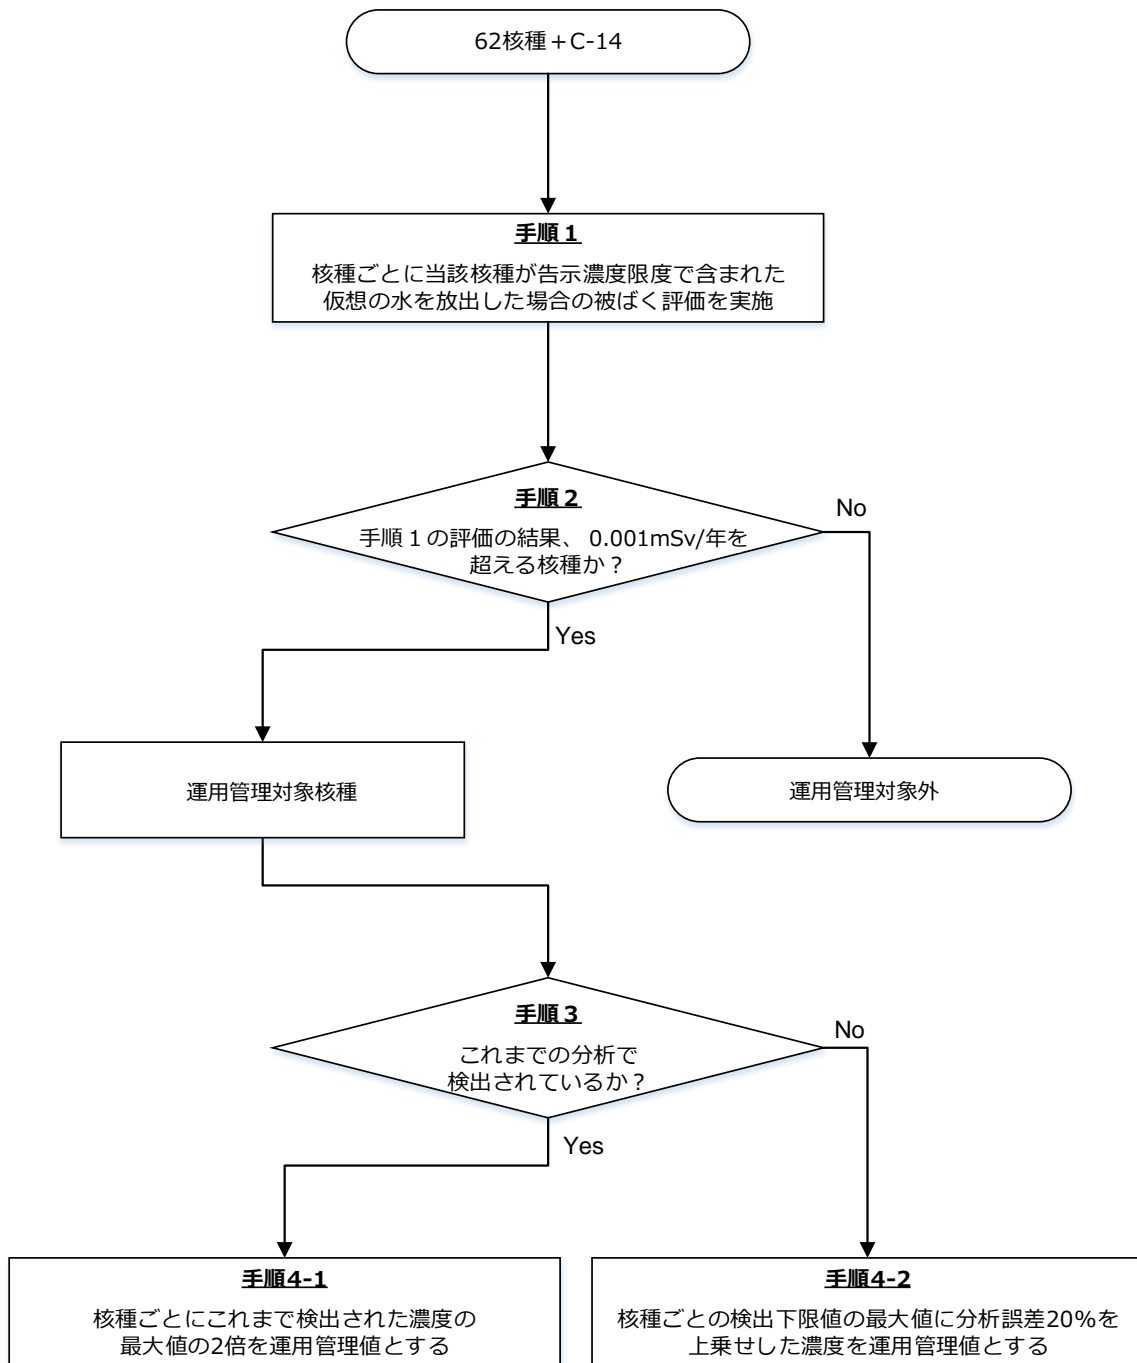 62核種＋C-14
手順１
核種ごとに当該核種が告示濃度限度で含まれた
仮想の水を放出した場合の被ばく評価を実施
手順２
手順１の評価の結果、 0.001mSv/年を
超える核種か？
No
Yes
運用管理対象核種
運用管理対象外
手順３
これまでの分析で
検出されているか？
No
Yes
手順4-1
核種ごとにこれまで検出された濃度の
最大値の2倍を運用管理値とする
手順4-2
核種ごとの検出下限値の最大値に分析誤差20%を
上乗せした濃度を運用管理値とする